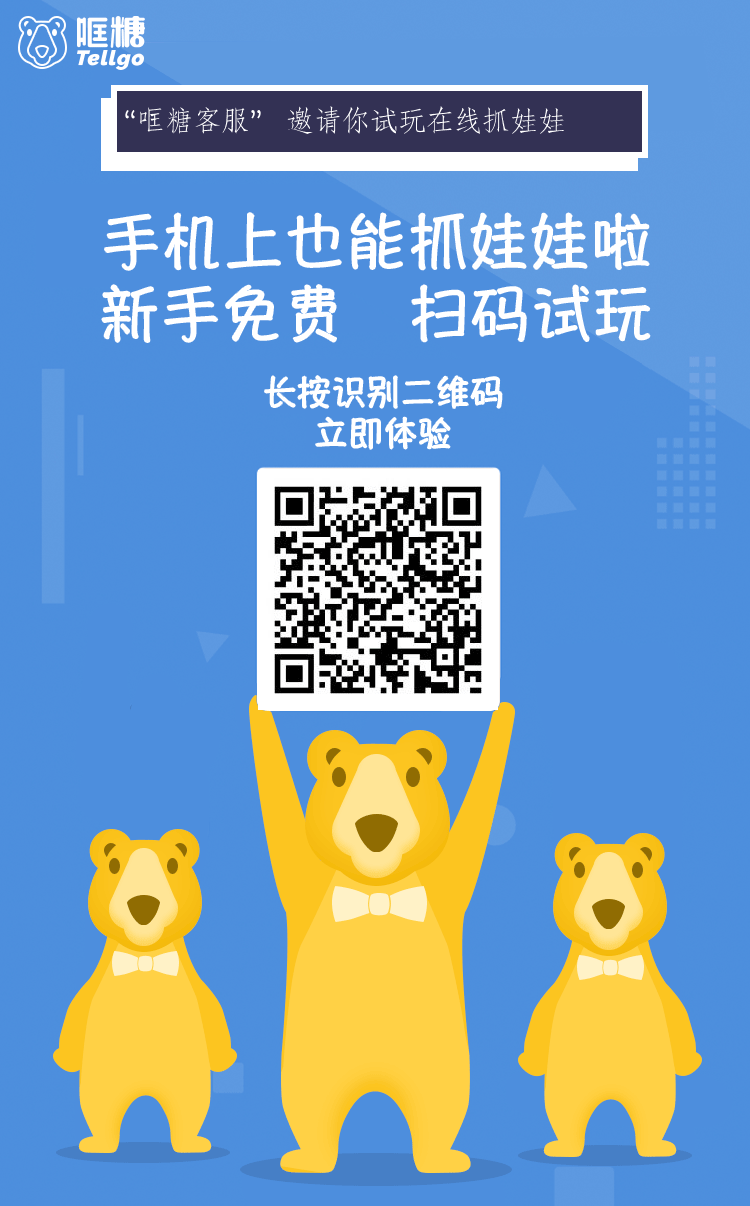 哐糖
Tellgo
“哐糖客服” 邀请你试玩在线抓娃娃
手机上也能抓娃娃啦
新手免费 扫码试玩
长按识别二维码
立即体验